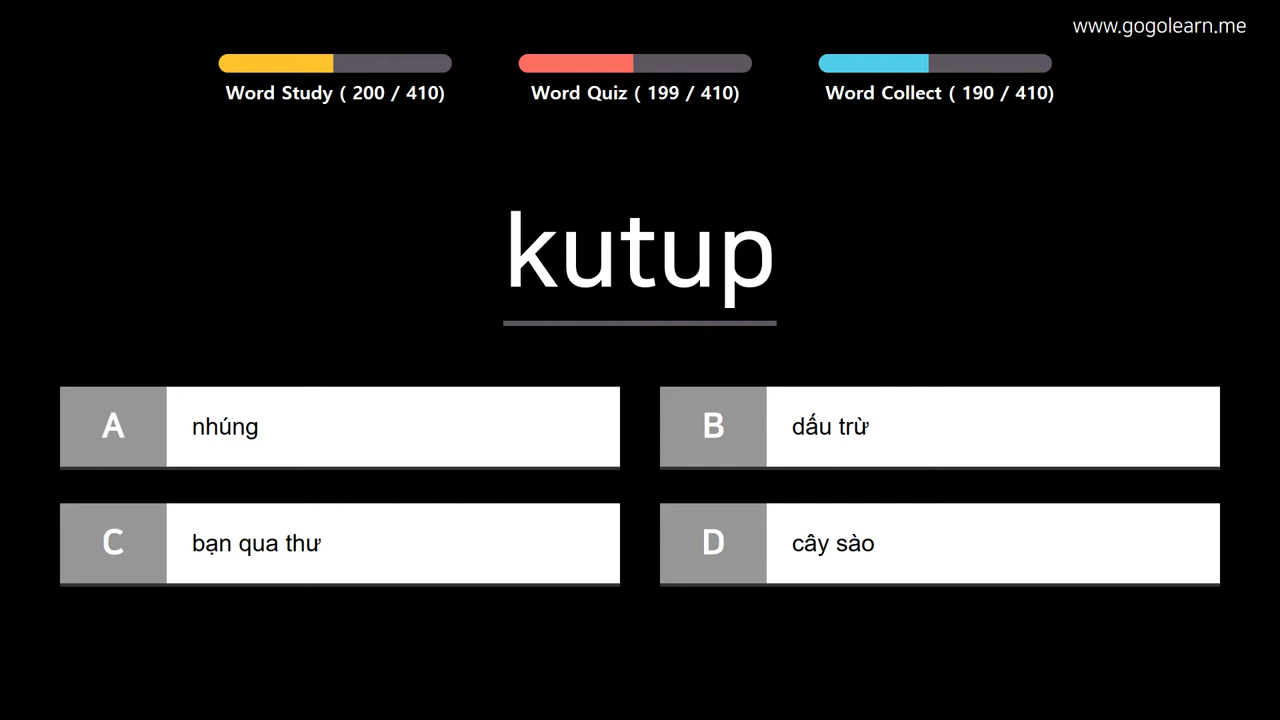 www.gogolearn.me
Word Study ( 200 / 410)
Word Quiz ( 199 / 410)
Word Collect ( 190 / 410)
kutup
A nhúng
B dấu trừ
C bạn qua thư
D cây sào